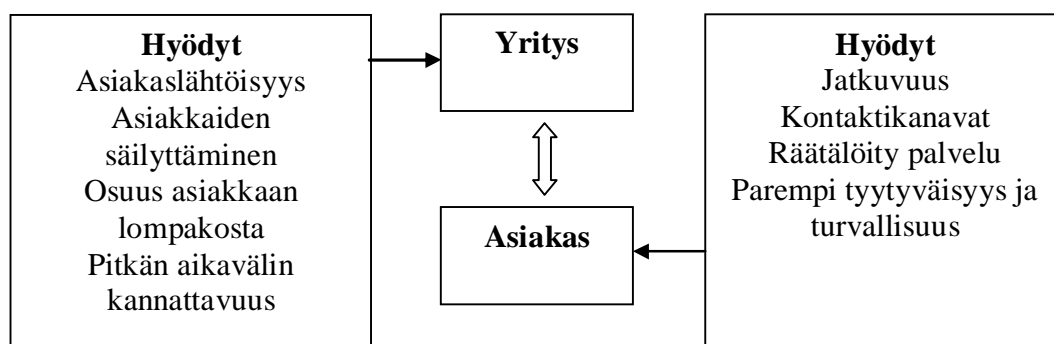 Hyödyt
Asiakaslähtöisyys
Asiakkaiden
säilyttäminen
Osuus asiakkaan
lompakosta
Pitkän aikavälin
kannattavuus
Yritys
Asiakas
Hyödyt
Jatkuvuus
Kontaktikanavat
Räätälöity palvelu
Parempi tyytyväisyys ja
turvallisuus